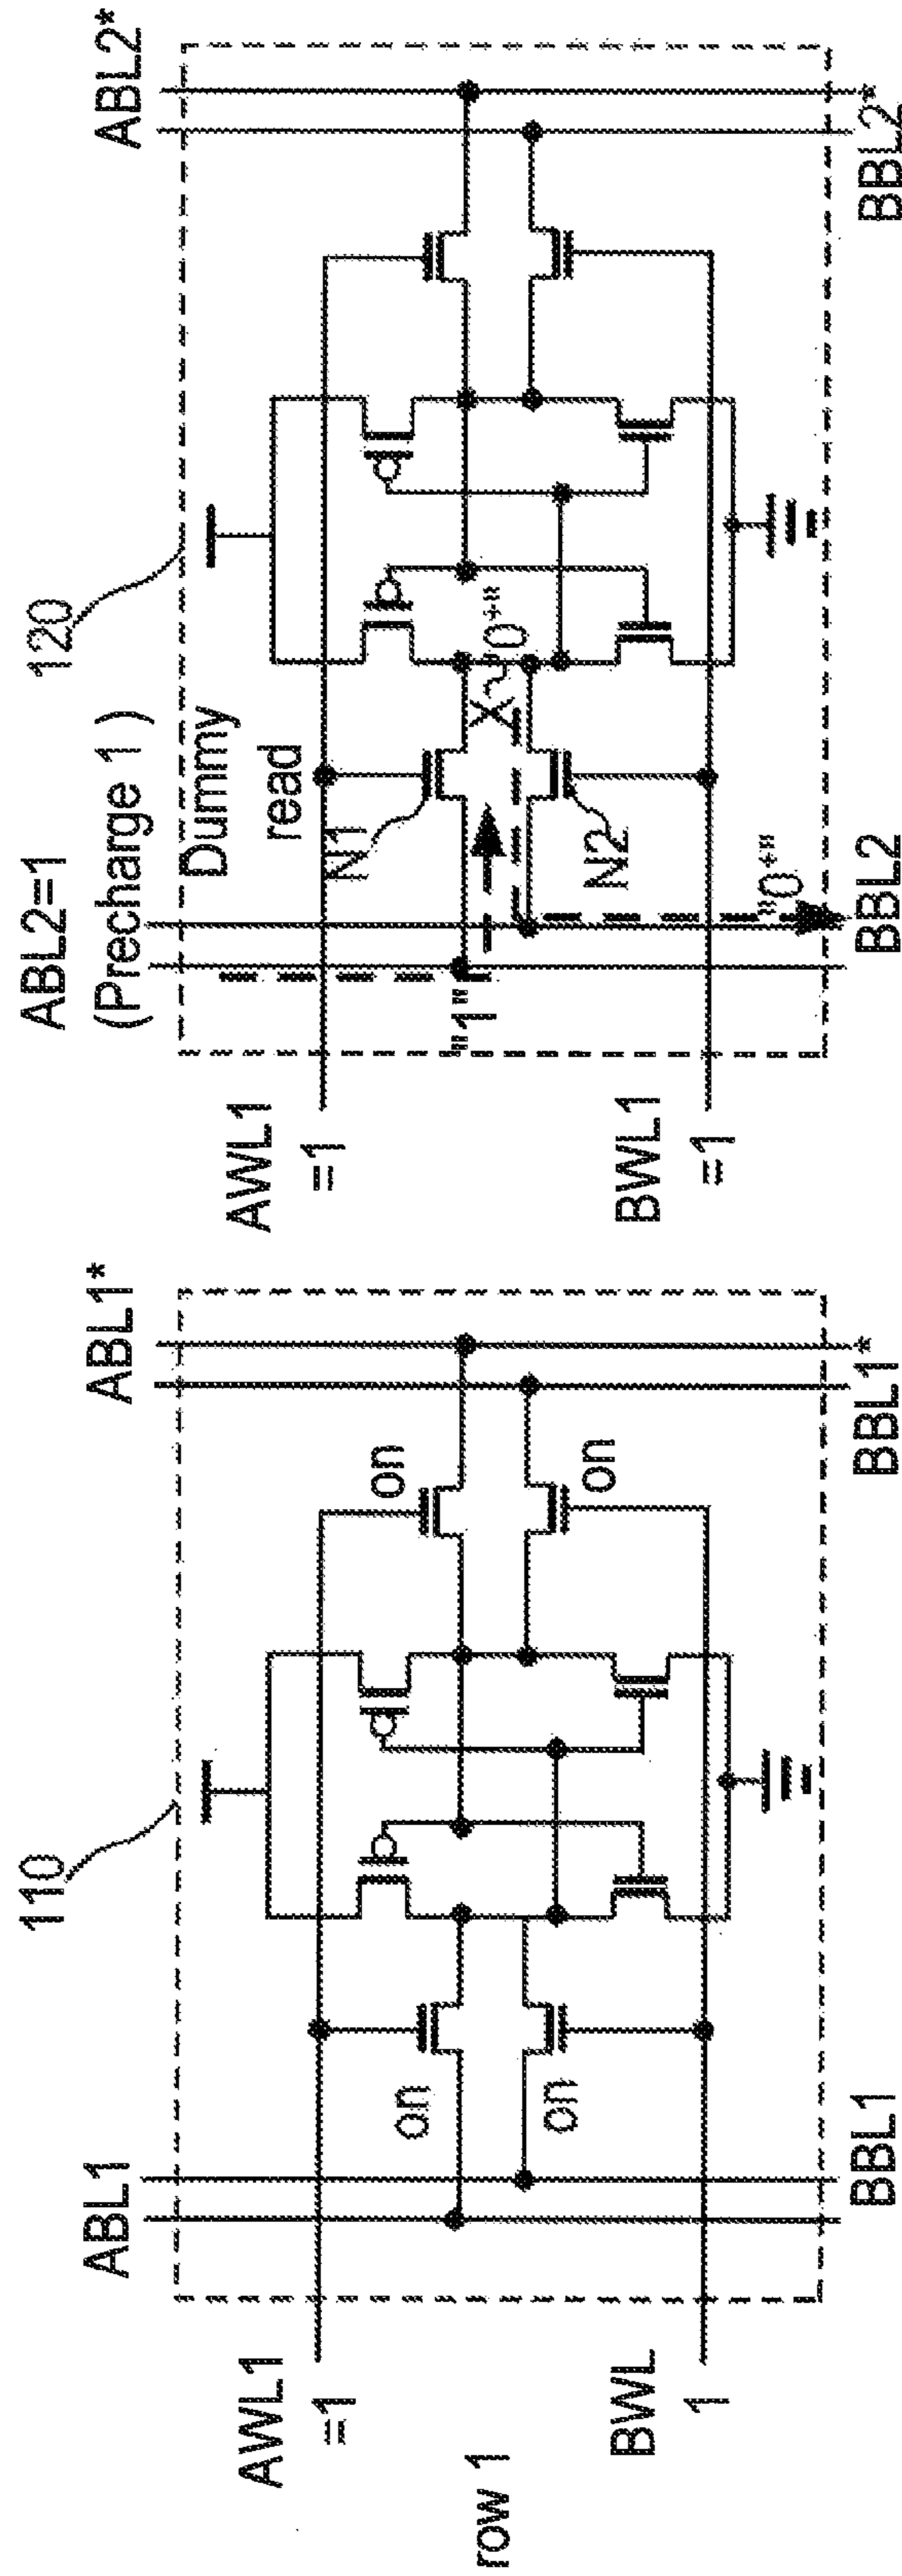 110
ABL1
ABL1*
AWL1
=1
on
on
on
on
row 1
BWL
1
BBL1
BBL1*
120
ABL2=1
(Precharge 1 )
ABL2*
Dummy
read
AWL1
=1
N1
X
"0+"
"1"
N2
BWL1
=1
"0+"
BBL2
BBL2*